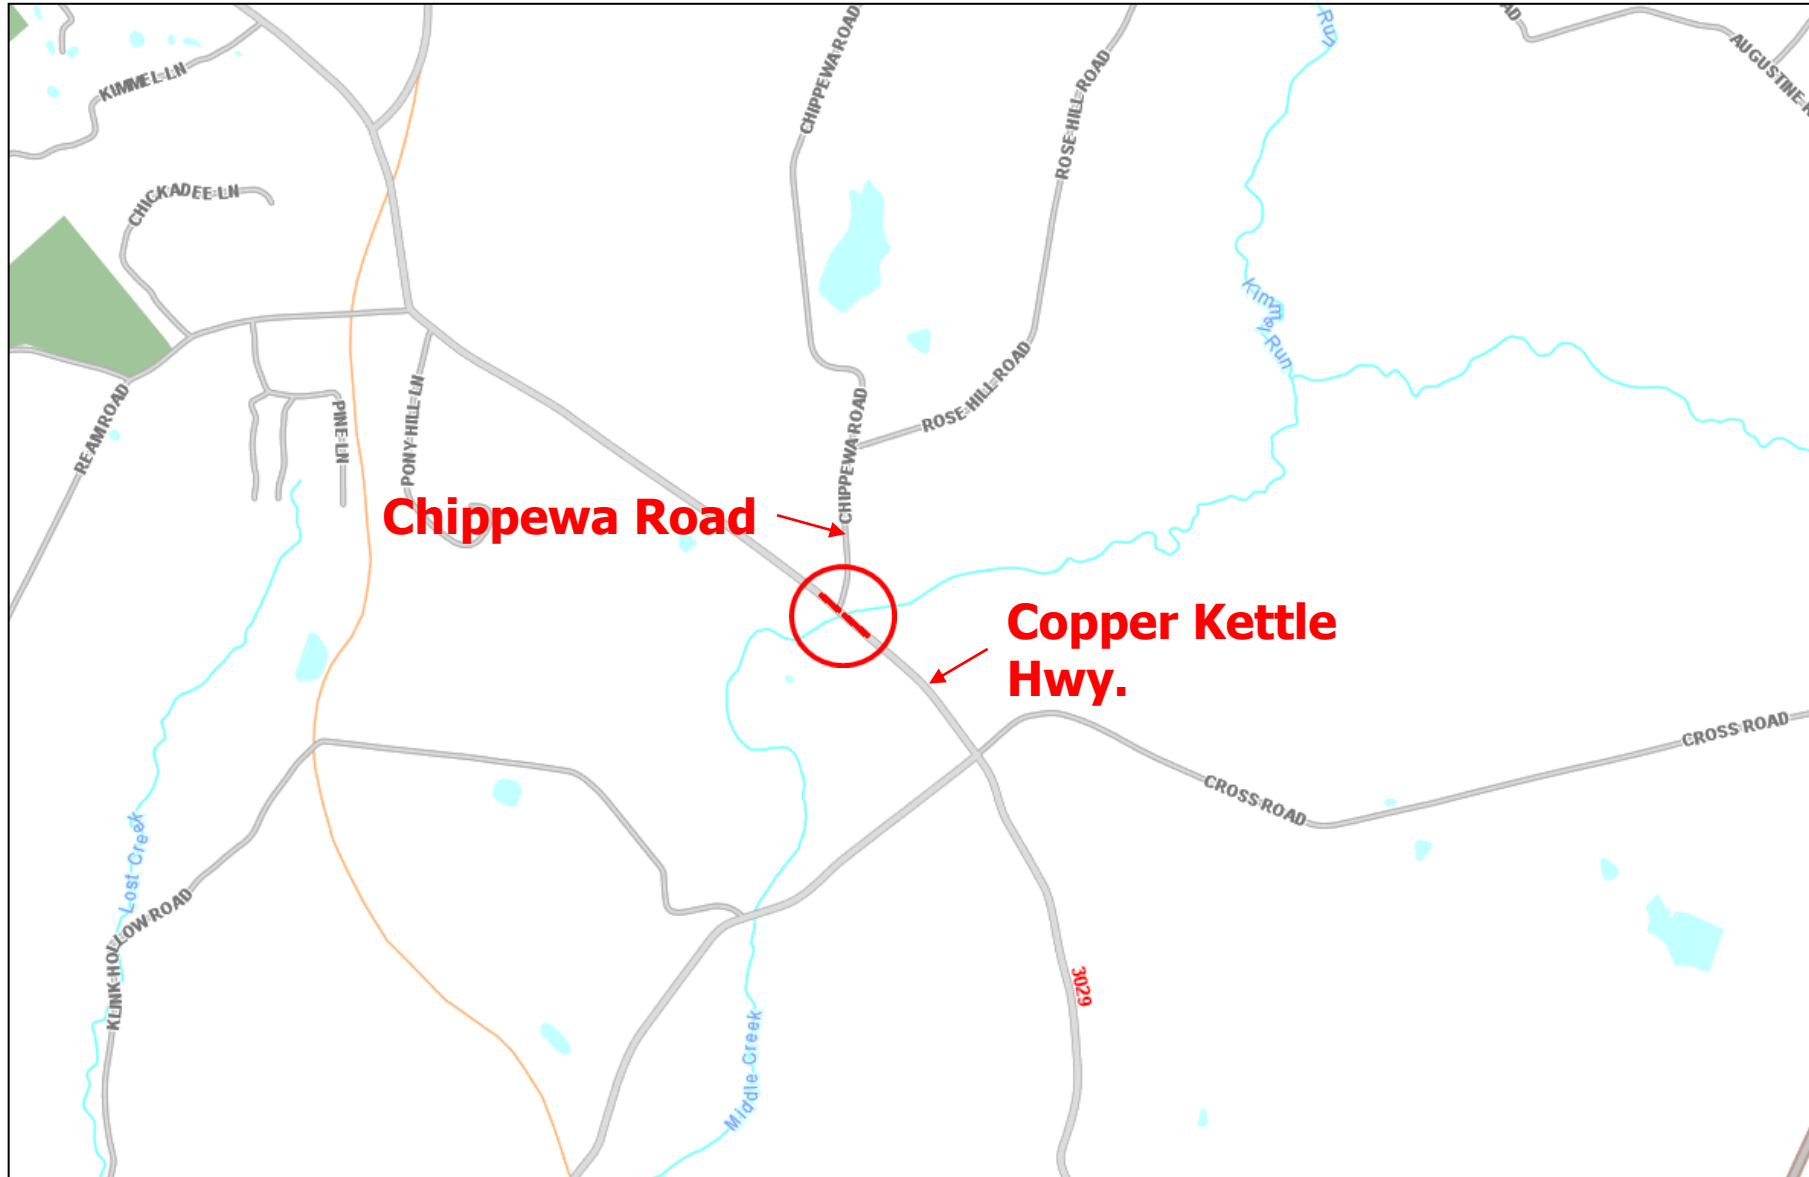 Run
AD
AUGUSTINE R
KIMMEL LN
CHIPPEWA ROAD
ROSE HILL ROAD
CHICKADEE LN
Kimmel Run
REAM ROAD
PINE LN
PONY HILL LN
CHIPPEWA ROAD
ROSE HILL ROAD
Chippewa Road
Copper Kettle
Hwy.
CROSS ROAD
CROSS ROAD
Lost Creek
KLINK HOLLOW ROAD
3029
Middle Creek